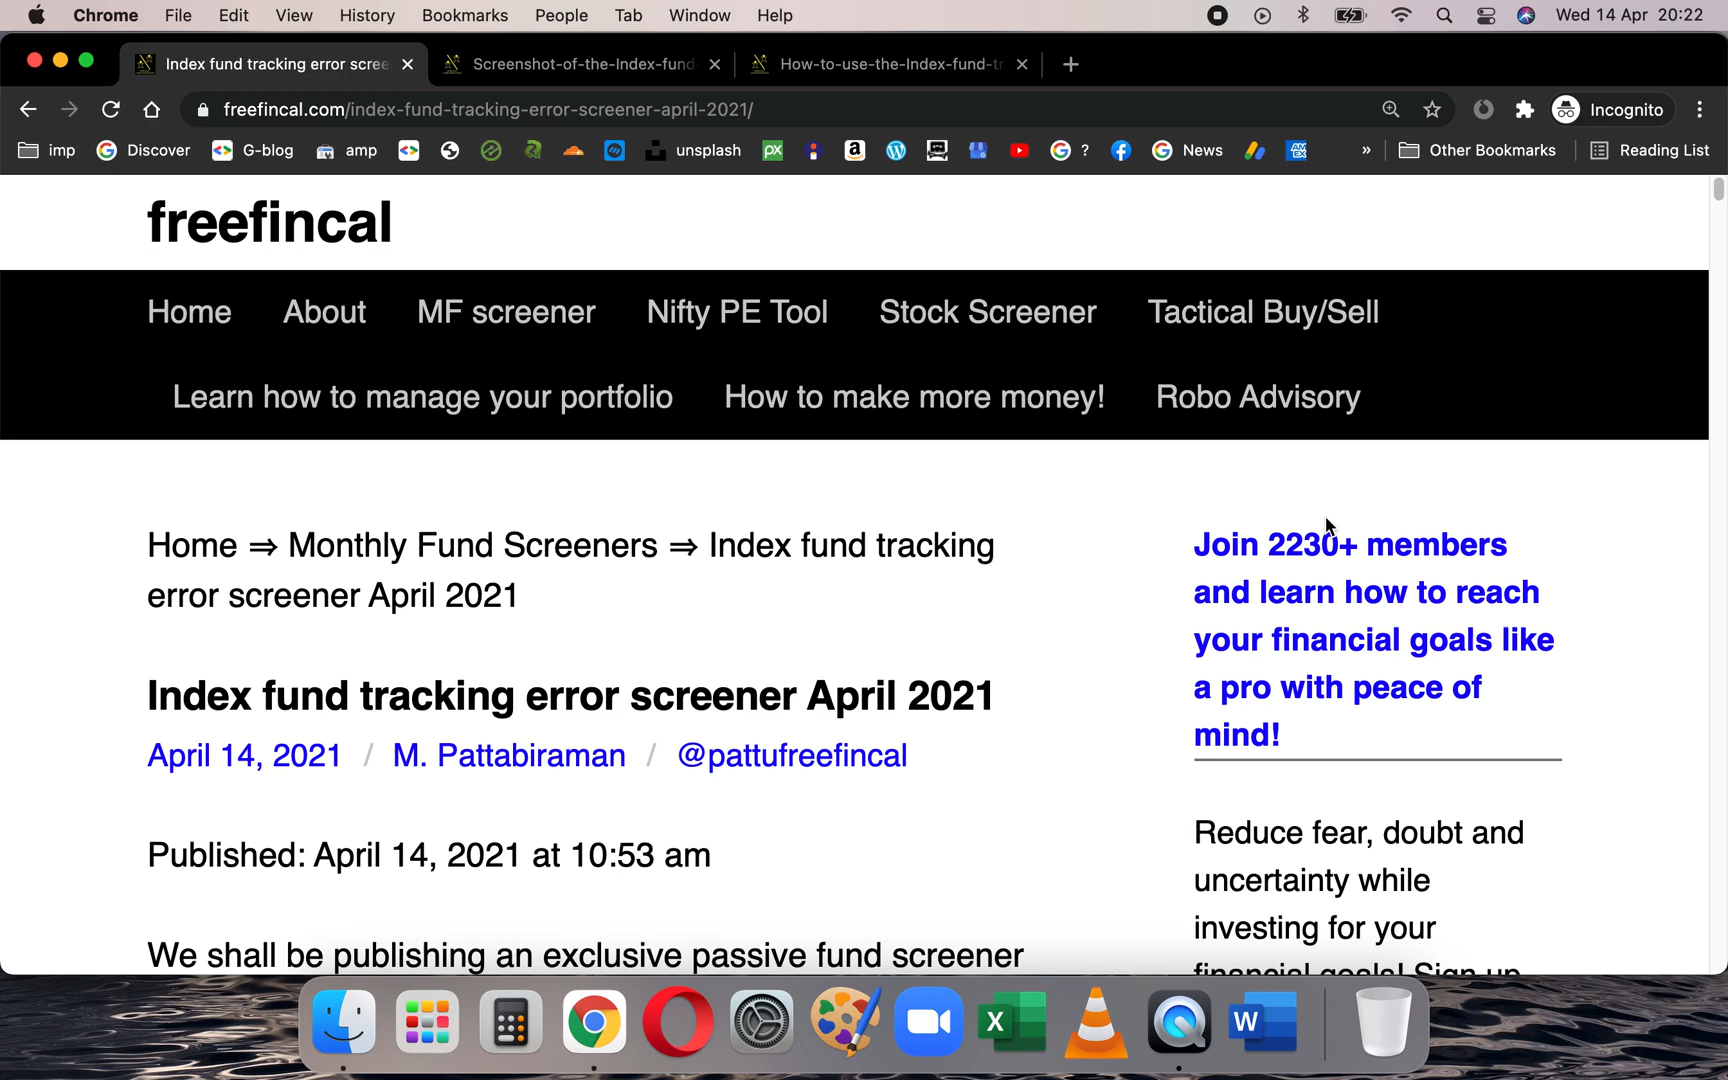 Chrome File Edit View History Bookmarks People Tab Window Help Wed 14 Apr 20:22
Index fund tracking error scree Screenshot-of-the-Index-fund How-to-use-the-Index-fund-tr
freefincal.com/index-fund-tracking-error-screener-april-2021/ Incognito
imp Discover G-blog amp unsplash ? News Other Bookmarks Reading List
freefincal
Home About MF screener Nifty PE Tool Stock Screener Tactical Buy/Sell
Learn how to manage your portfolio How to make more money! Robo Advisory
Home ⇒ Monthly Fund Screeners ⇒ Index fund tracking
error screener April 2021
Index fund tracking error screener April 2021
April 14, 2021 / M. Pattabiraman / @pattufreefincal
Published: April 14, 2021 at 10:53 am
We shall be publishing an exclusive passive fund screener
Join 2230+ members
and learn how to reach
your financial goals like
a pro with peace of
mind!
Reduce fear, doubt and
uncertainty while
investing for your
financial goals! Sign up